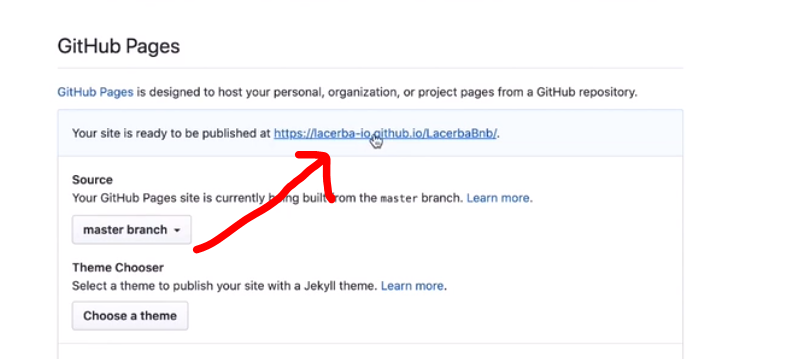 GitHub Pages
GitHub Pages is designed to host your personal, organization, or project pages from a GitHub repository.
Your site is ready to be published at https://lacerba-io.github.io/LacerbaBnb/.
Source
Your GitHub Pages site is currently being built from the master branch. Learn more.
master branch
Theme Chooser
Select a theme to publish your site with a Jekyll theme. Learn more.
Choose a theme